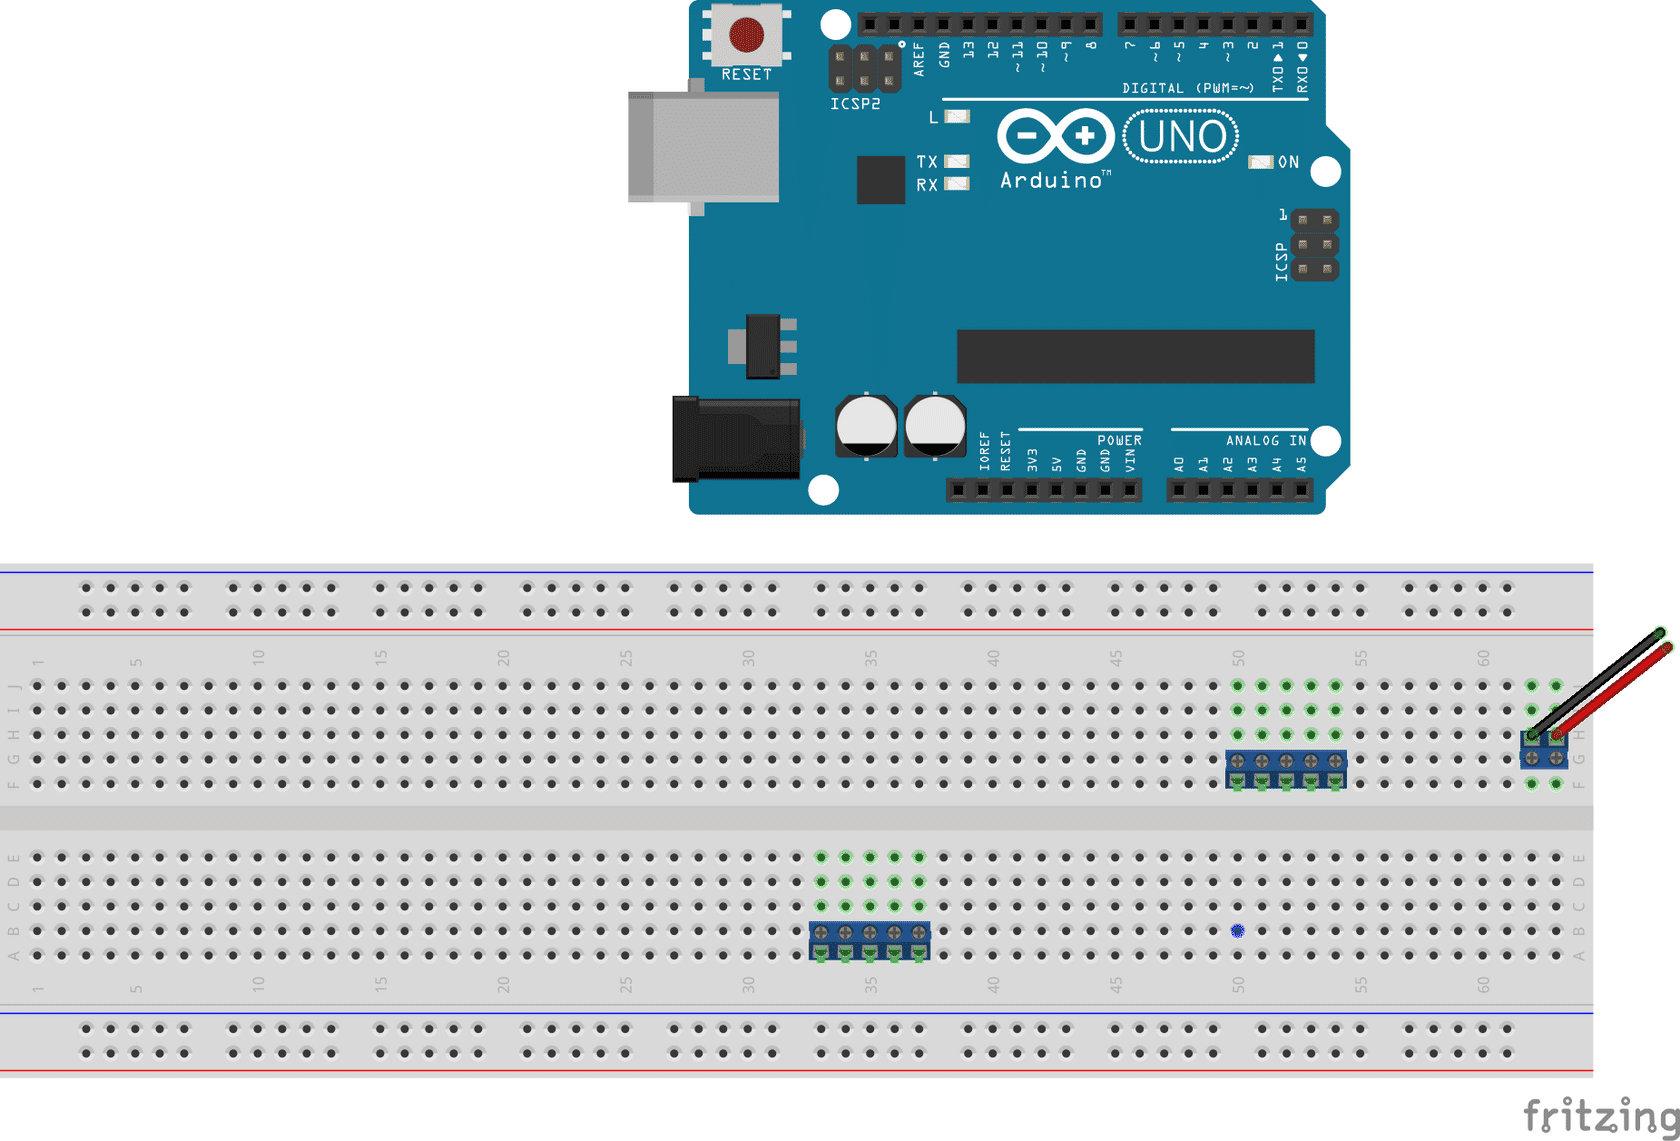 RESET
ICSP2
AREF
GND
13
12
~11
~10
~9
8
7
~6
~5
4
~3
2
TX0▶1
RX0◀0
DIGITAL (PWM=~)
L
TX
RX
UNO
Arduino™
ON
1
ICSP
IOREF
RESET
3V3
5V
GND
GND
VIN
POWER
A0
A1
A2
A3
A4
A5
ANALOG IN
1 5 10 15 20 25 30 35 40 45 50 55 60
J J
I
H H
G G
F F
E E
D D
C C
B B
A A
1 5 10 15 20 25 30 35 40 45 50 55 60
fritzing